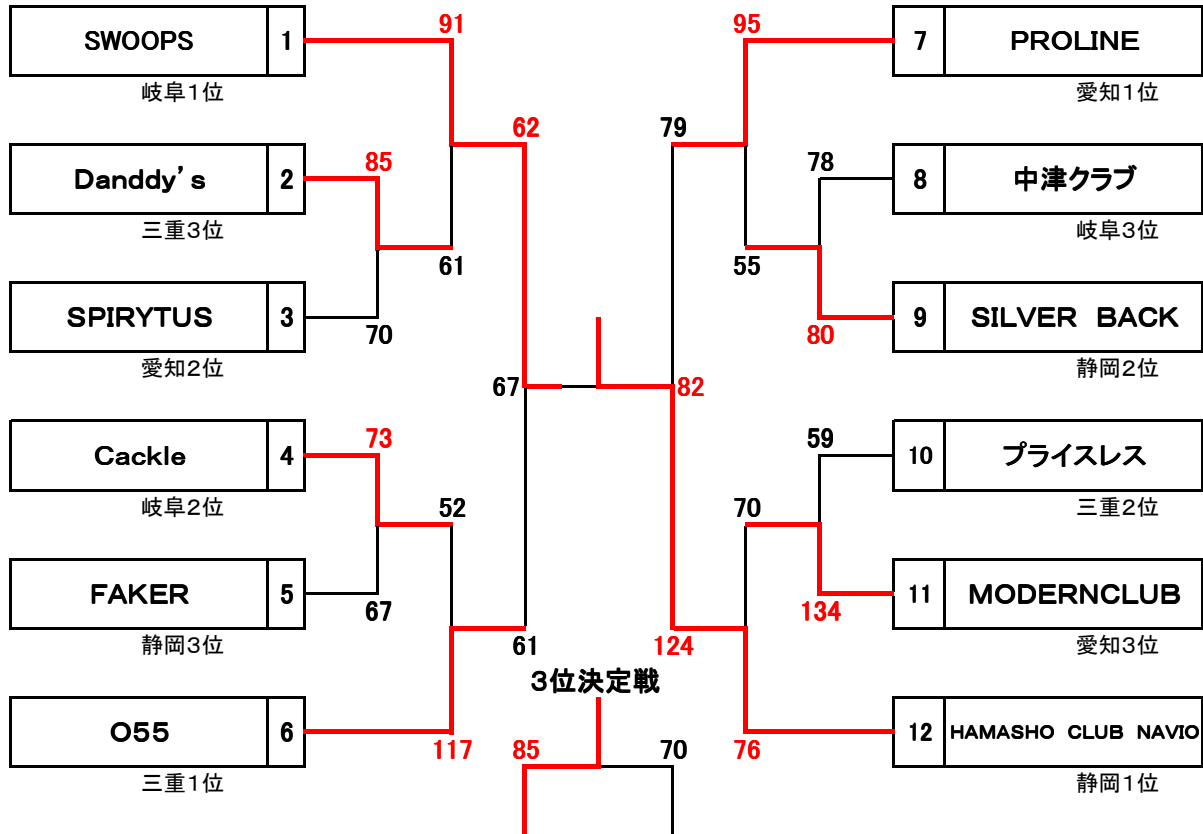 SWOOPS 1
岐阜1位
Danddy's 2
三重3位
SPIRYTUS 3
愛知2位
Cackle 4
岐阜2位
FAKER 5
静岡3位
O55 6
三重1位
91
85
61
70
62
73
52
67
117
67
61
82
79
124
95
78
55
80
59
70
134
76
7 PROLINE
愛知1位
8 中津クラブ
岐阜3位
9 SILVER BACK
静岡2位
10 プライスレス
三重2位
11 MODERNCLUB
愛知3位
12 HAMASHO CLUB NAVIO
静岡1位
3位決定戦
85 70